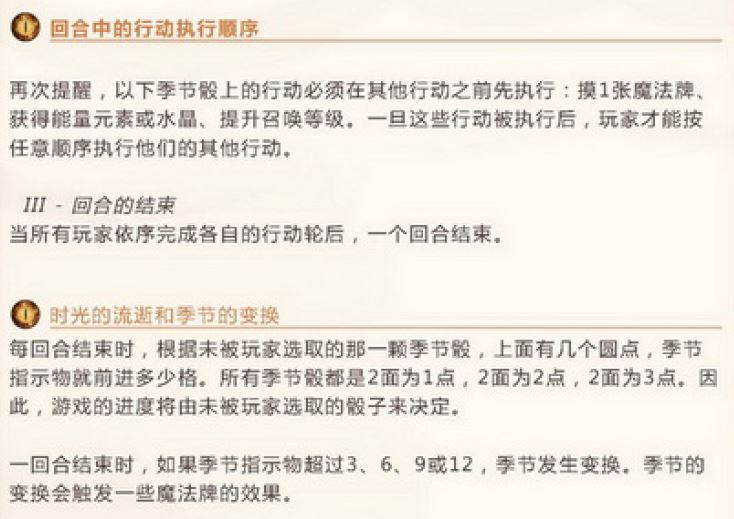 回合中的行动执行顺序
再次提醒，以下季节骰上的行动必须在其他行动之前先执行：摸1张魔法牌、
获得能量元素或水晶、提升召唤等级。一旦这些行动被执行后，玩家才能按
任意顺序执行他们的其他行动。
III - 回合的结束
当所有玩家依序完成各自的行动轮后，一个回合结束。
时光的流逝和季节的变换
每回合结束时，根据未被玩家选取的那一颗季节骰，上面有几个圆点，季节
指示物就前进多少格。所有季节骰都是2面为1点，2面为2点，2面为3点。因
此，游戏的进度将由未被玩家选取的骰子来决定。
一回合结束时，如果季节指示物超过3、6、9或12，季节发生变换。季节的
变换会触发一些魔法牌的效果。